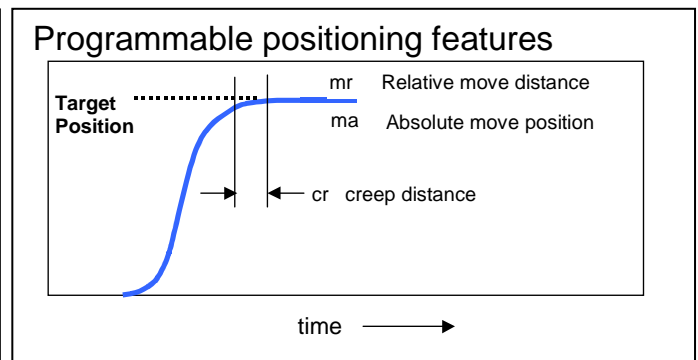 Programmable positioning features
mr Relative move distance
Target
Position
ma Absolute move position
cr creep distance
time